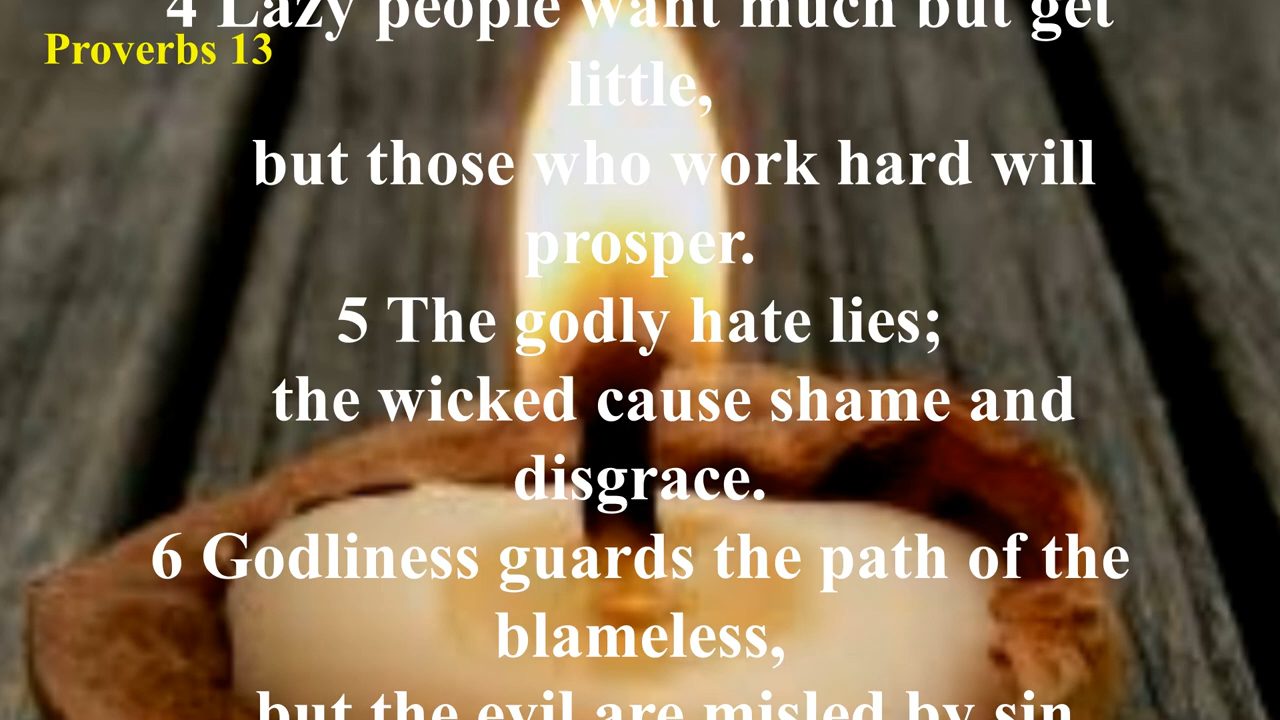 4 Lazy people want much but get
Proverbs 13
little,
but those who work hard will
prosper.
5 The godly hate lies;
the wicked cause shame and
disgrace.
6 Godliness guards the path of the
blameless,
but the evil are misled by sin